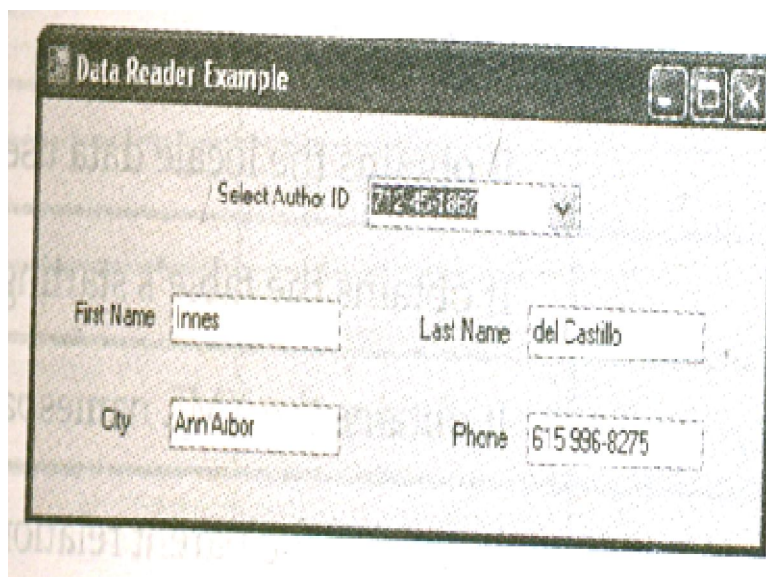 Data Reader Example
Select Author ID
First Name Innes Last Name del Castillo
City Ann Arbor Phone 615 996-8275